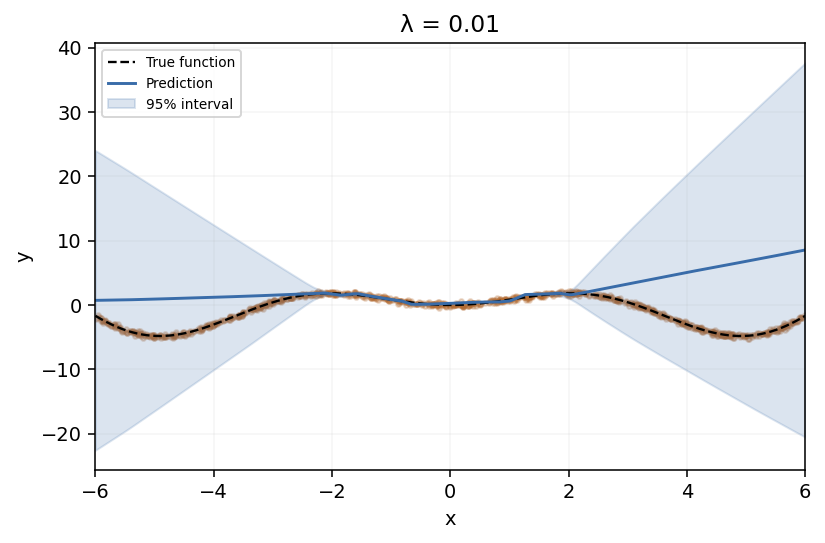 λ = 0.01
True function
Prediction
95% interval
40
30
20
10
0
−10
−20
y
−6
−4
−2
0
2
4
6
x